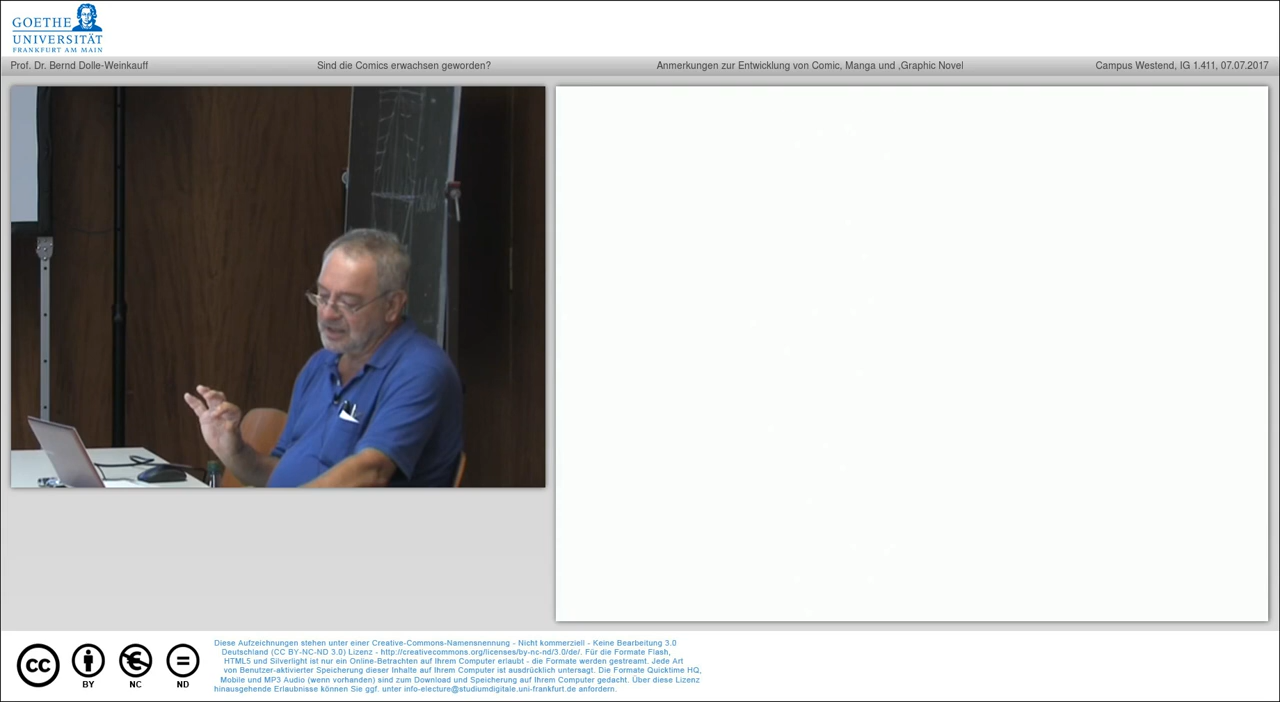 GOETHE
UNIVERSITÄT
FRANKFURT AM MAIN
Prof. Dr. Bernd Dolle-Weinkauff
Sind die Comics erwachsen geworden?
Anmerkungen zur Entwicklung von Comic, Manga und ‚Graphic Novel
Campus Westend, IG 1.411, 07.07.2017
cc
BY
NC
ND
Diese Aufzeichnungen stehen unter einer Creative-Commons-Namensnennung - Nicht kommerziell - Keine Bearbeitung 3.0
Deutschland (CC BY-NC-ND 3.0) Lizenz - http://creativecommons.org/licenses/by-nc-nd/3.0/de/. Für die Formate Flash,
HTML5 und Silverlight ist nur ein Online-Betrachten auf Ihrem Computer erlaubt - die Formate werden gestreamt. Jede Art
von Benutzer-aktivierter Speicherung dieser Inhalte auf Ihrem Computer ist ausdrücklich untersagt. Die Formate Quicktime HQ,
Mobile und MP3 Audio (wenn vorhanden) sind zum Download und Speicherung auf Ihrem Computer gedacht. Über diese Lizenz
hinausgehende Erlaubnisse können Sie ggf. unter info-electure@studiumdigitale.uni-frankfurt.de anfordern.